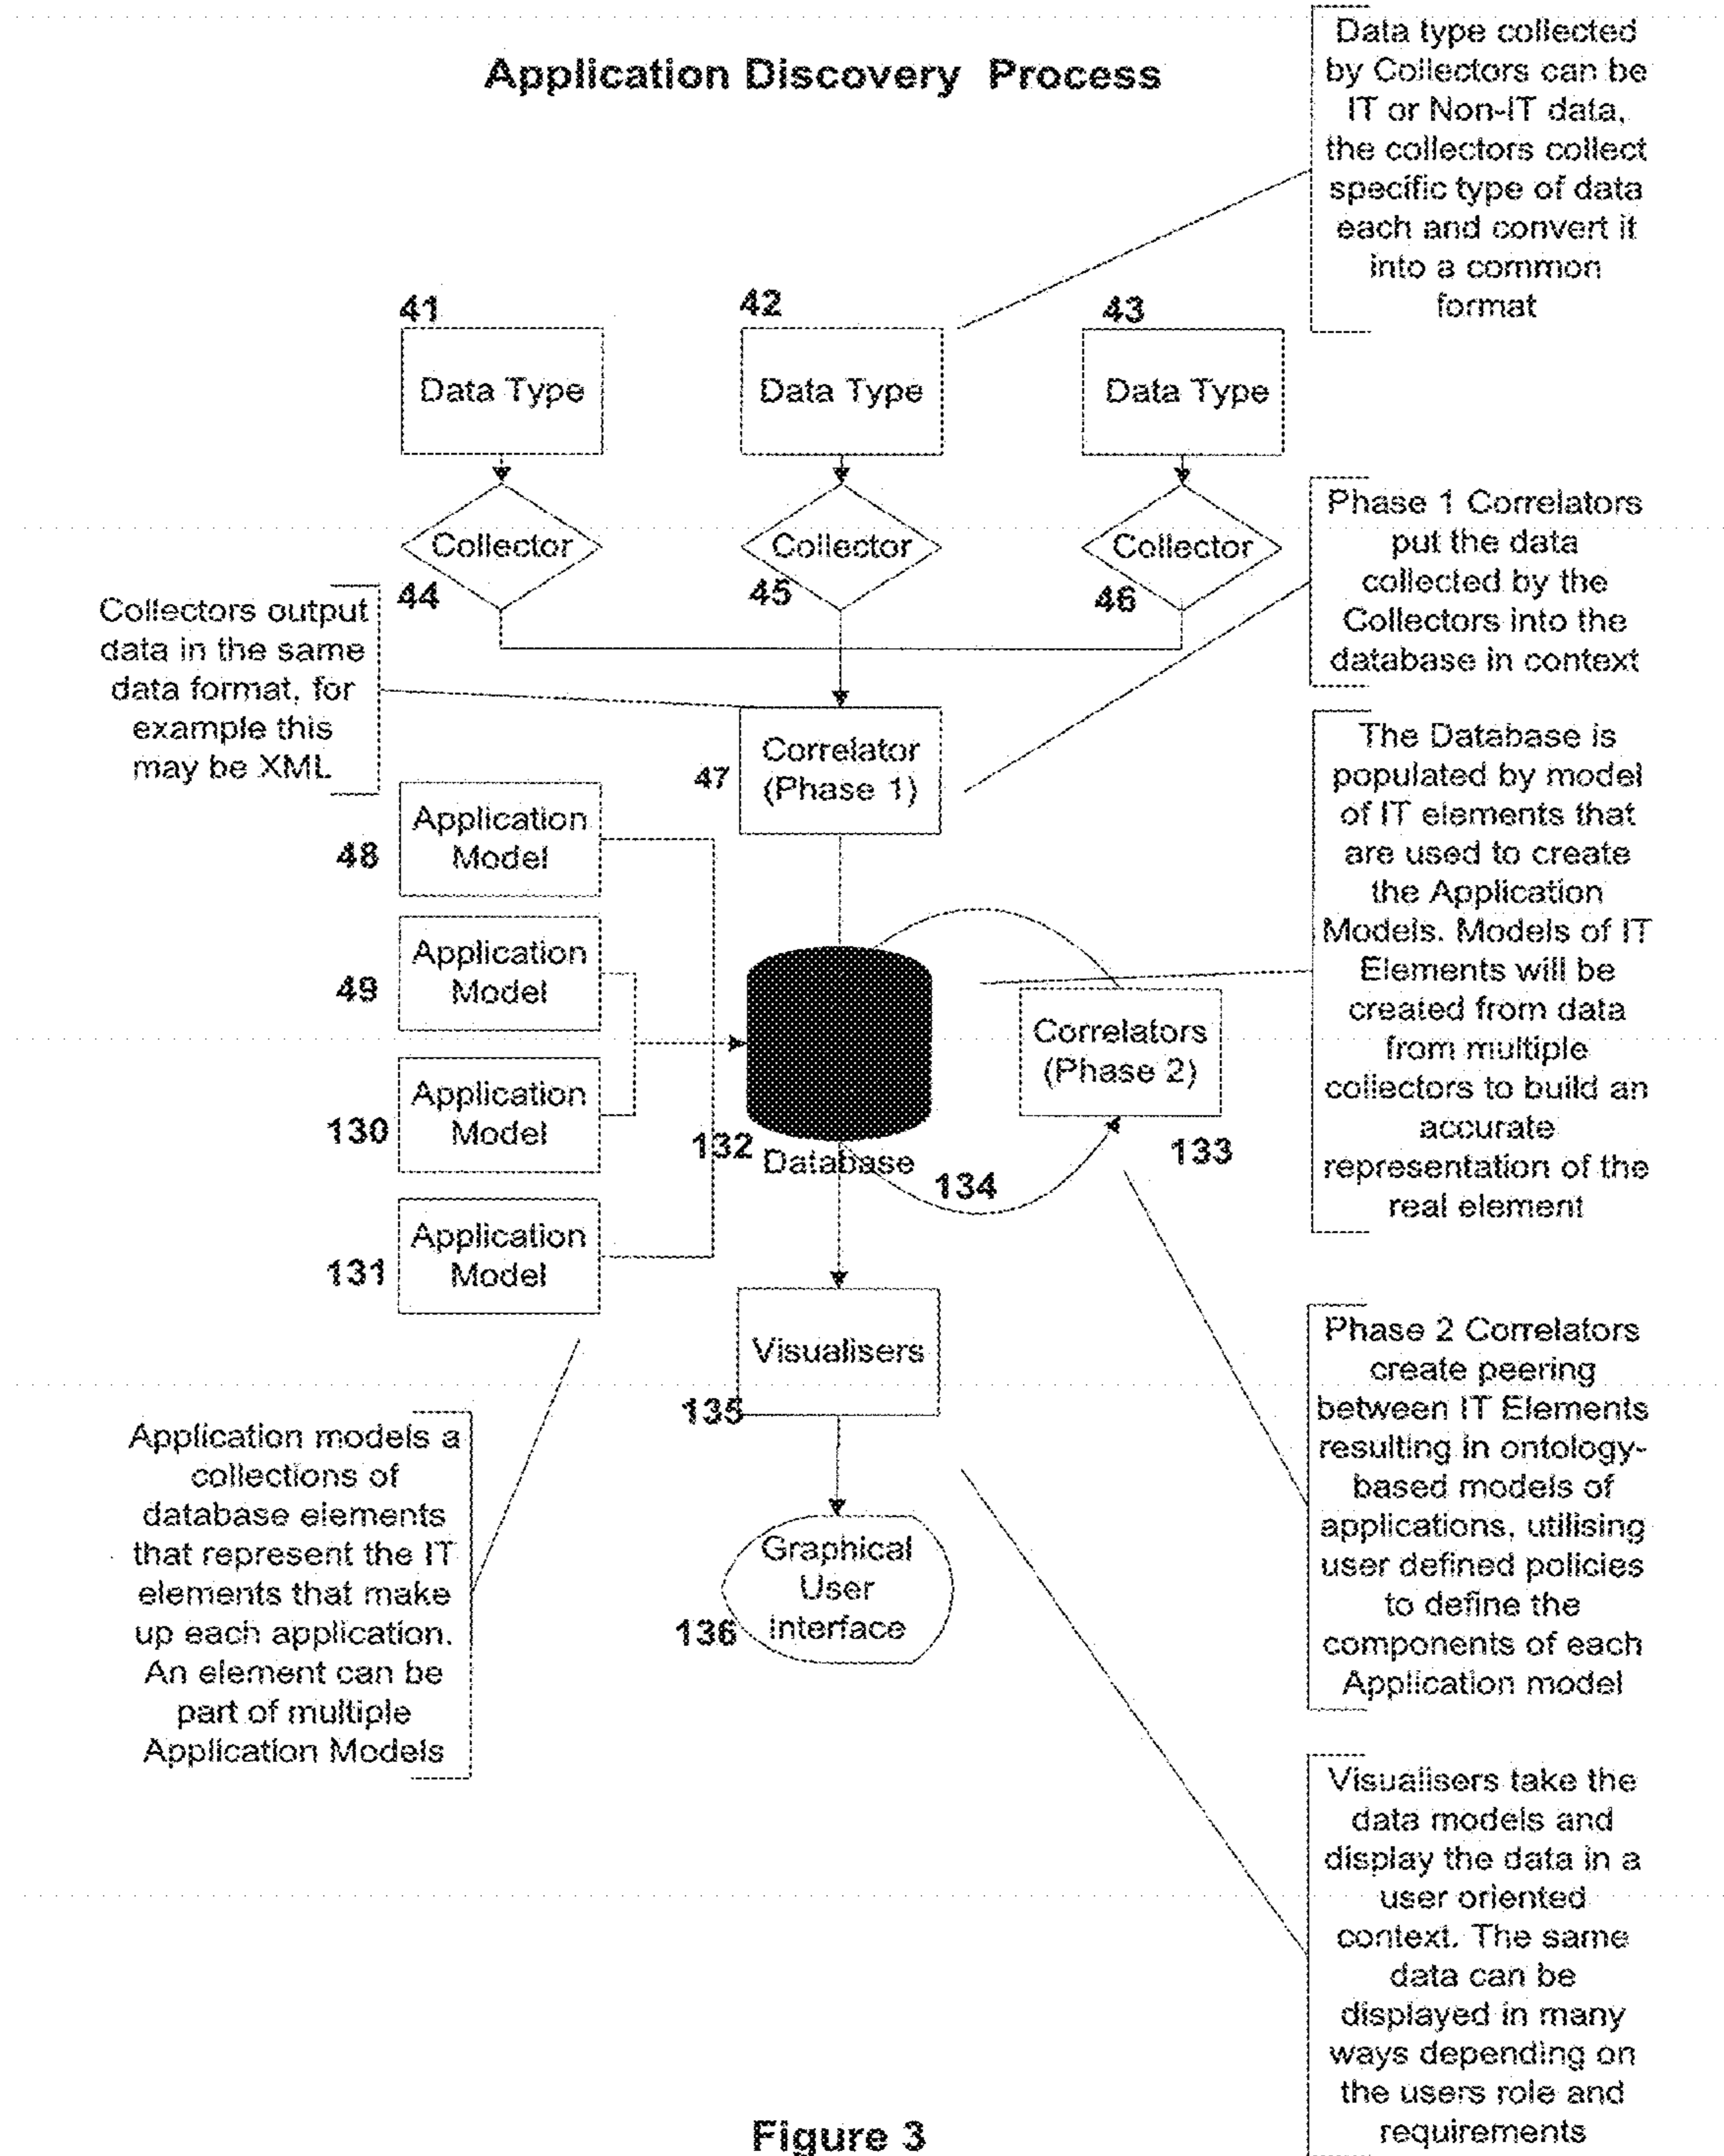 Application Discovery Process
Data type collected
by Collectors can be
IT or Non-IT data,
the collectors collect
specific type of data
each and convert it
into a common
format
41
42
43
Data Type
Data Type
Data Type
Collector
Collector
Collector
44
45
46
Phase 1 Correlators
put the data
collected by the
Collectors into the
database in context
Collectors output
data in the same
data format, for
example this
may be XML
Correlator
(Phase 1)
47
The Database is
populated by model
of IT elements that
are used to create
the Application
Models. Models of IT
Elements will be
created from data
from multiple
collectors to build an
accurate
representation of the
real element
Application
Model
48
Application
Model
49
Application
Model
130
Application
Model
131
Correlators
(Phase 2)
133
132
Database
134
Visualisers
135
Phase 2 Correlators
create peering
between IT Elements
resulting in ontology-
based models of
applications, utilising
user defined policies
to define the
components of each
Application model
Application models a
collections of
database elements
that represent the IT
elements that make
up each application.
An element can be
part of multiple
Application Models
Graphical
User
interface
136
Visualisers take the
data models and
display the data in a
user oriented
context. The same
data can be
displayed in many
ways depending on
the users role and
requirements
Figure 3